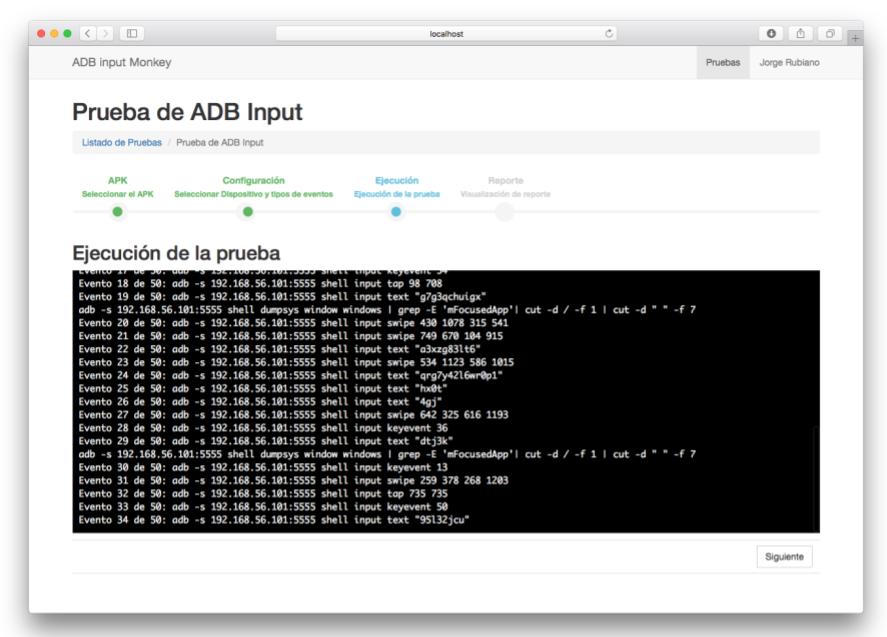 localhost
ADB input Monkey
Pruebas
Jorge Rubiano
Prueba de ADB Input
Listado de Pruebas / Prueba de ADB Input
APK
Seleccionar el APK
Configuración
Seleccionar Dispositivo y tipos de eventos
Ejecución
Ejecución de la prueba
Reporte
Visualización de reporte
Ejecución de la prueba
Evento 17 de 50: adb -s 192.168.56.101:5555 shell input keyevent 54
Evento 18 de 50: adb -s 192.168.56.101:5555 shell input tap 98 708
Evento 19 de 50: adb -s 192.168.56.101:5555 shell input text "g7g3qchuigx"
adb -s 192.168.56.101:5555 shell dumpsys window windows | grep -E 'mFocusedApp'| cut -d / -f 1 | cut -d " " -f 7
Evento 20 de 50: adb -s 192.168.56.101:5555 shell input swipe 430 1078 315 541
Evento 21 de 50: adb -s 192.168.56.101:5555 shell input swipe 749 670 104 915
Evento 22 de 50: adb -s 192.168.56.101:5555 shell input text "a3xzg83lt6"
Evento 23 de 50: adb -s 192.168.56.101:5555 shell input swipe 534 1123 586 1015
Evento 24 de 50: adb -s 192.168.56.101:5555 shell input text "qrg7y42l6wr0p1"
Evento 25 de 50: adb -s 192.168.56.101:5555 shell input text "hx0t"
Evento 26 de 50: adb -s 192.168.56.101:5555 shell input text "4gj"
Evento 27 de 50: adb -s 192.168.56.101:5555 shell input swipe 642 325 616 1193
Evento 28 de 50: adb -s 192.168.56.101:5555 shell input keyevent 36
Evento 29 de 50: adb -s 192.168.56.101:5555 shell input text "dtj3k"
adb -s 192.168.56.101:5555 shell dumpsys window windows | grep -E 'mFocusedApp'| cut -d / -f 1 | cut -d " " -f 7
Evento 30 de 50: adb -s 192.168.56.101:5555 shell input keyevent 13
Evento 31 de 50: adb -s 192.168.56.101:5555 shell input swipe 259 378 268 1203
Evento 32 de 50: adb -s 192.168.56.101:5555 shell input tap 735 735
Evento 33 de 50: adb -s 192.168.56.101:5555 shell input keyevent 50
Evento 34 de 50: adb -s 192.168.56.101:5555 shell input text "95l32jcu"
Siguiente